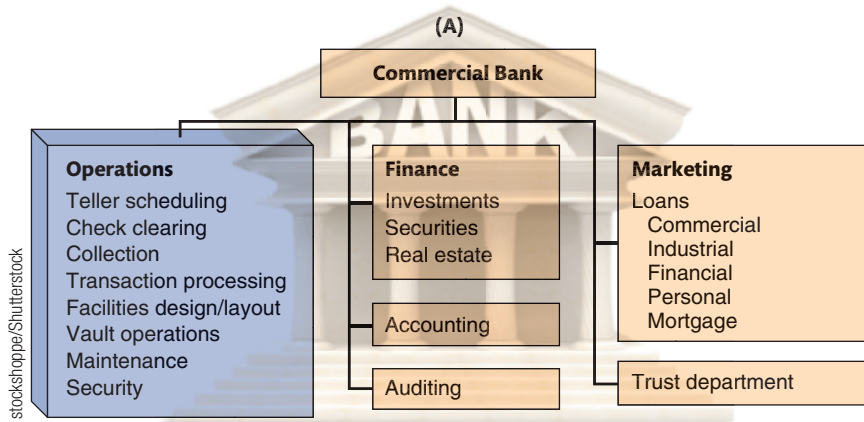 (A)
Commercial Bank
BANK
Operations
Teller scheduling
Check clearing
Collection
Transaction processing
Facilities design/layout
Vault operations
Maintenance
Security
Finance
Investments
Securities
Real estate
Accounting
Auditing
Marketing
Loans
Commercial
Industrial
Financial
Personal
Mortgage
Trust department
stockshoppe/Shutterstock